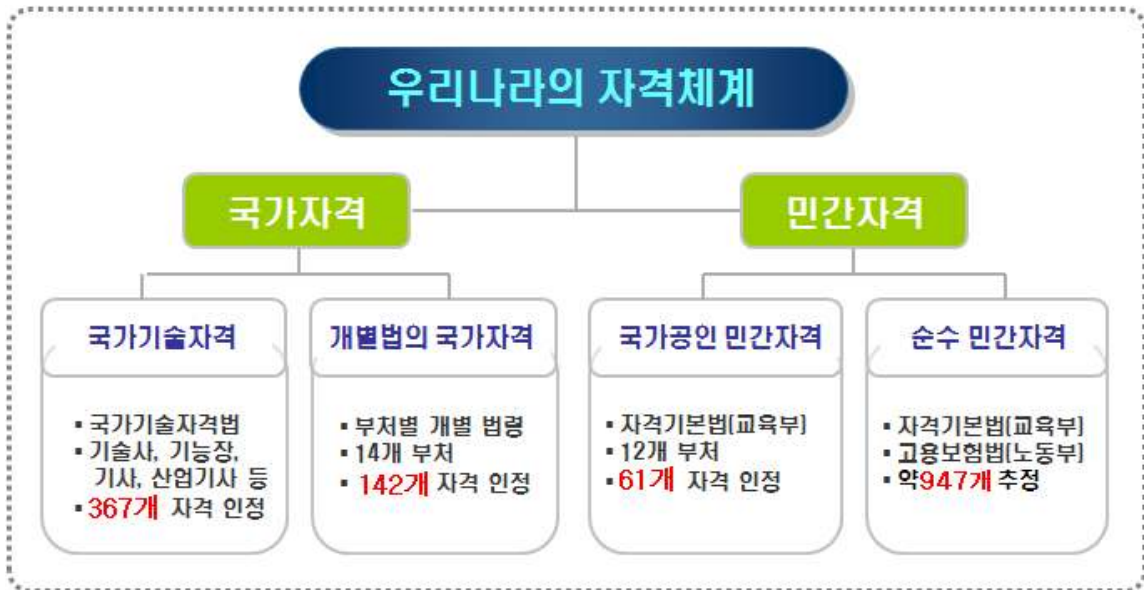 우리나라의 자격체계
국가자격
민간자격
국가기술자격
▪ 국가기술자격법
▪ 기술사, 기능장,
기사, 산업기사 등
▪ 367개 자격 인정
개별법의 국가자격
▪ 부처별 개별 법령
▪ 14개 부처
▪ 142개 자격 인정
국가공인 민간자격
▪ 자격기본법(교육부)
▪ 12개 부처
▪ 61개 자격 인정
순수 민간자격
▪ 자격기본법(교육부)
▪ 고용보험법(노동부)
▪ 약947개 추정